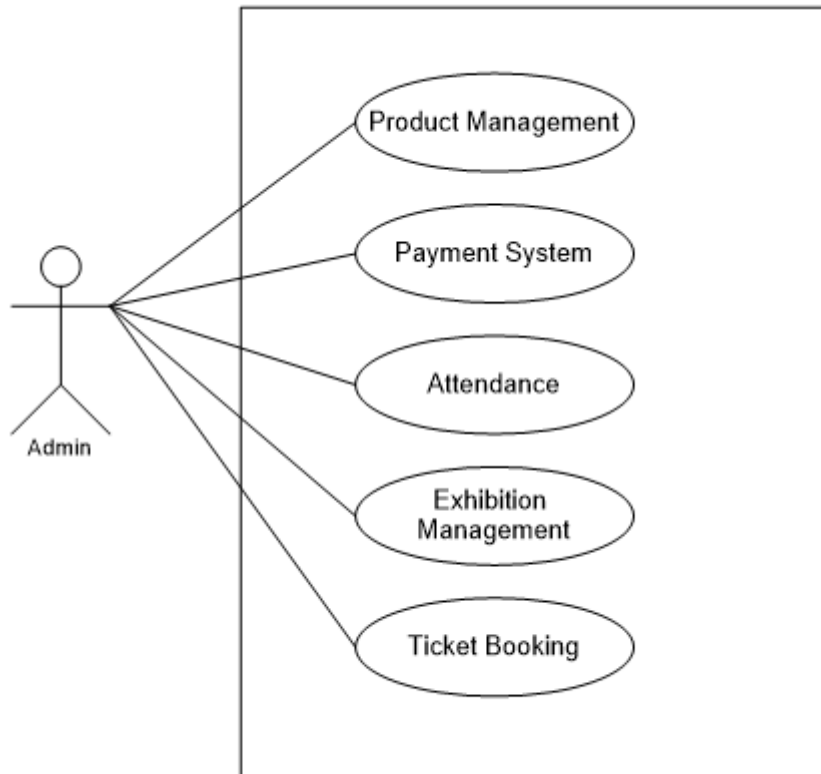 Product Management
Payment System
Attendance
Admin
Exhibition
Management
Ticket Booking